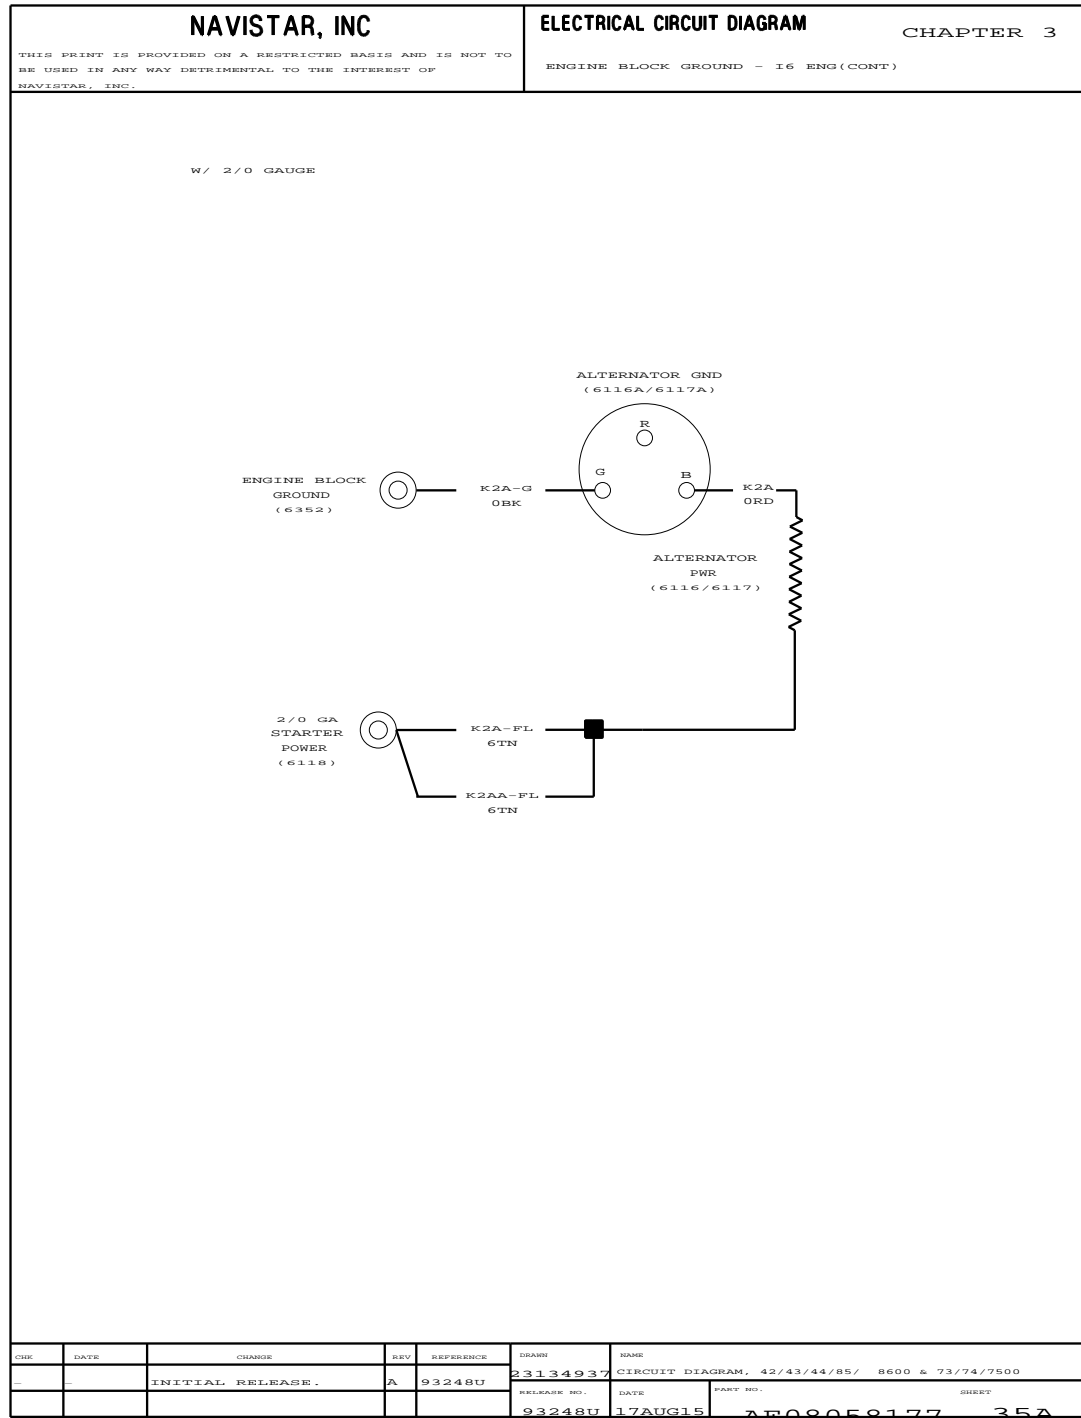 NAVISTAR, INC
THIS PRINT IS PROVIDED ON A RESTRICTED BASIS AND IS NOT TO
BE USED IN ANY WAY DETRIMENTAL TO THE INTEREST OF
NAVISTAR, INC.
ELECTRICAL CIRCUIT DIAGRAM
CHAPTER 3
ENGINE BLOCK GROUND - I6 ENG(CONT)
W/ 2/0 GAUGE
ALTERNATOR GND
(6116A/6117A)
R
G
B
ENGINE BLOCK
GROUND
(6352)
K2A-G
0BK
K2A
0RD
ALTERNATOR
PWR
(6116/6117)
2/0 GA
STARTER
POWER
(6118)
K2A-FL
6TN
K2AA-FL
6TN
CHK
DATE
CHANGE
REV
REFERENCE
DRAWN
NAME
- - INITIAL RELEASE. A 93248U
23134937
CIRCUIT DIAGRAM, 42/43/44/85/ 8600 & 73/74/7500
RELEASE NO.
DATE
PART NO.
SHEET
93248U
17AUG15
AE08058177
35A